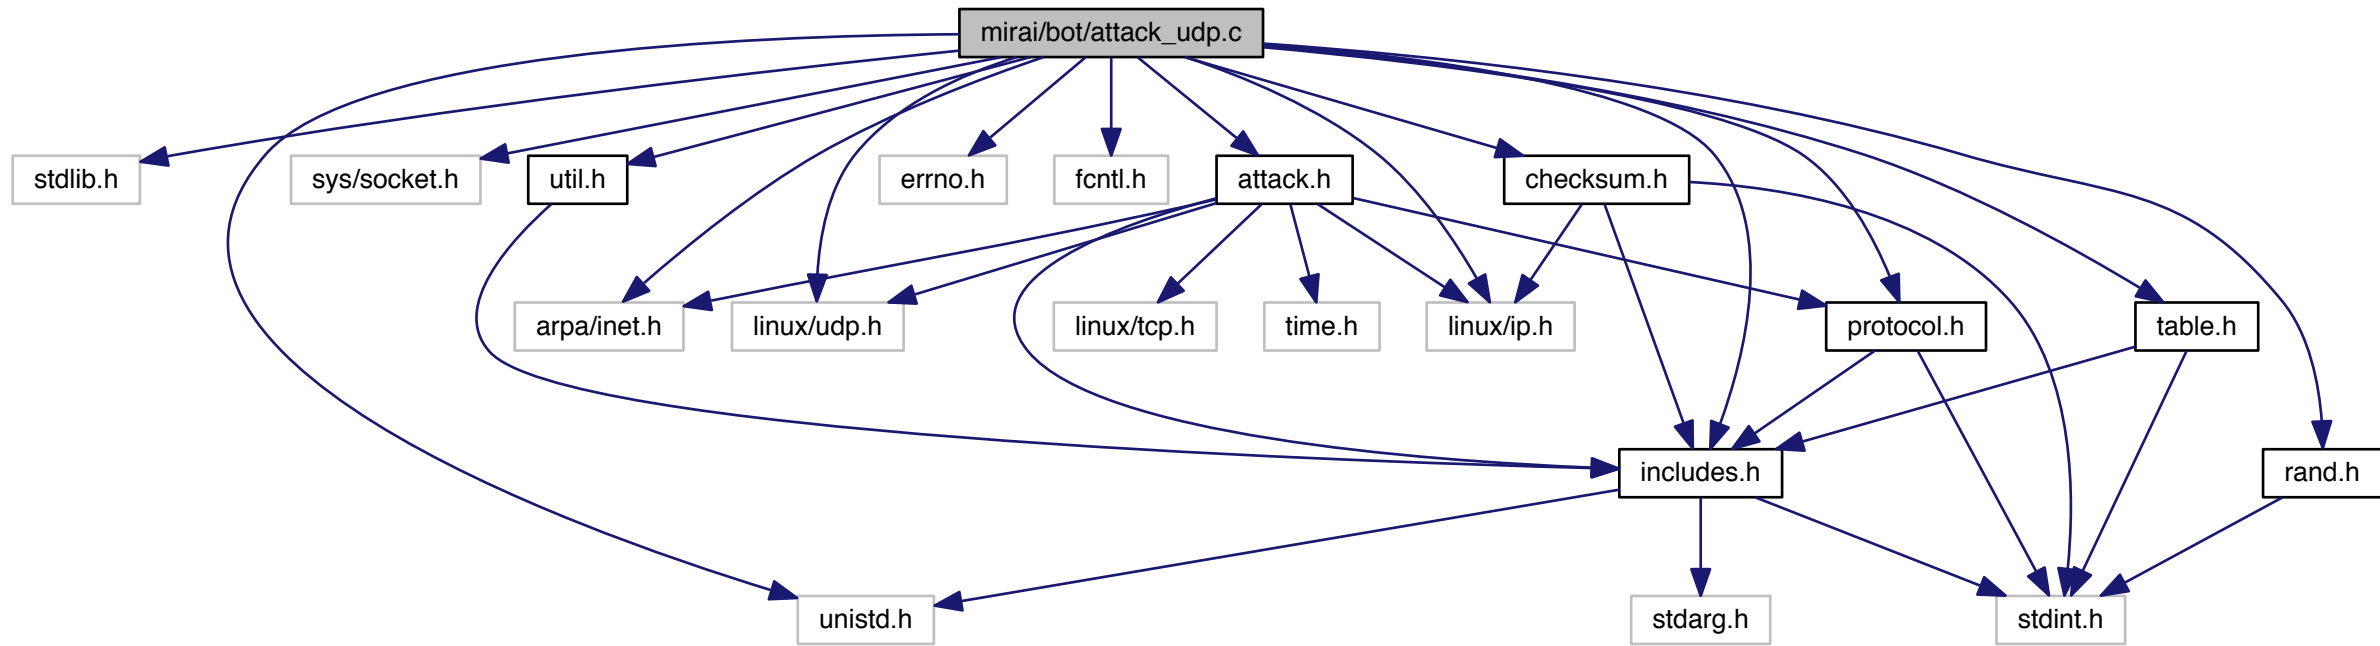 mirai/bot/attack_udp.c
stdlib.h
sys/socket.h
util.h
errno.h
fcntl.h
attack.h
checksum.h
arpa/inet.h
linux/udp.h
linux/tcp.h
time.h
linux/ip.h
protocol.h
table.h
includes.h
rand.h
unistd.h
stdarg.h
stdint.h